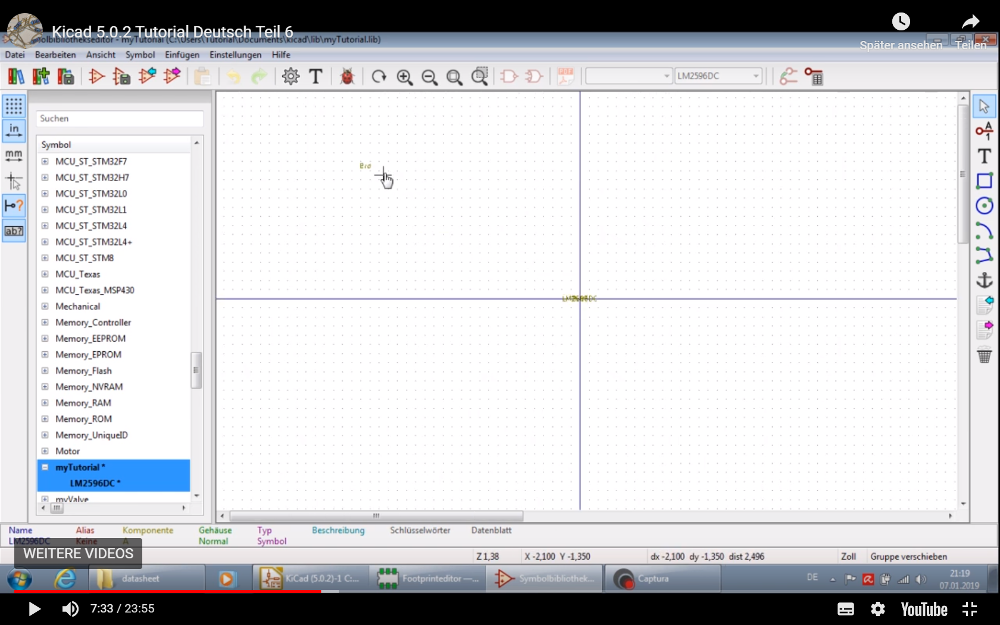 Kicad 5.0.2 Tutorial Deutsch Teil 6
Später ansehen Teilen
olbibliothekseditor - myTutorial (C:\Users\Tutorial\Documents\kicad\lib\myTutorial.lib)
Datei Bearbeiten Ansicht Symbol Einfügen Einstellungen Hilfe
T PDF LM2596DC
in
mm
ab?
A
1
T
Suchen
Symbol
MCU_ST_STM32F7
MCU_ST_STM32H7
MCU_ST_STM32L0
MCU_ST_STM32L1
MCU_ST_STM32L4
MCU_ST_STM32L4+
MCU_ST_STM8
MCU_Texas
MCU_Texas_MSP430
Mechanical
Memory_Controller
Memory_EEPROM
Memory_EPROM
Memory_Flash
Memory_NVRAM
Memory_RAM
Memory_ROM
Memory_UniqueID
Motor
myTutorial *
LM2596DC *
myValve
Name Alias Komponente Gehäuse Typ Beschreibung Schlüsselwörter Datenblatt
LM2596DC Keine A Normal Symbol
WEITERE VIDEOS
Z 1,38 X -2,100 Y -1,350 dx -2,100 dy -1,350 dist 2,496 Zoll Gruppe verschieben
datasheet KiCad (5.0.2)-1 C:... Footprinteditor —... Symbolbibliothek... Captura DE 21:19
07.01.2019
7:33 / 23:55 YouTube